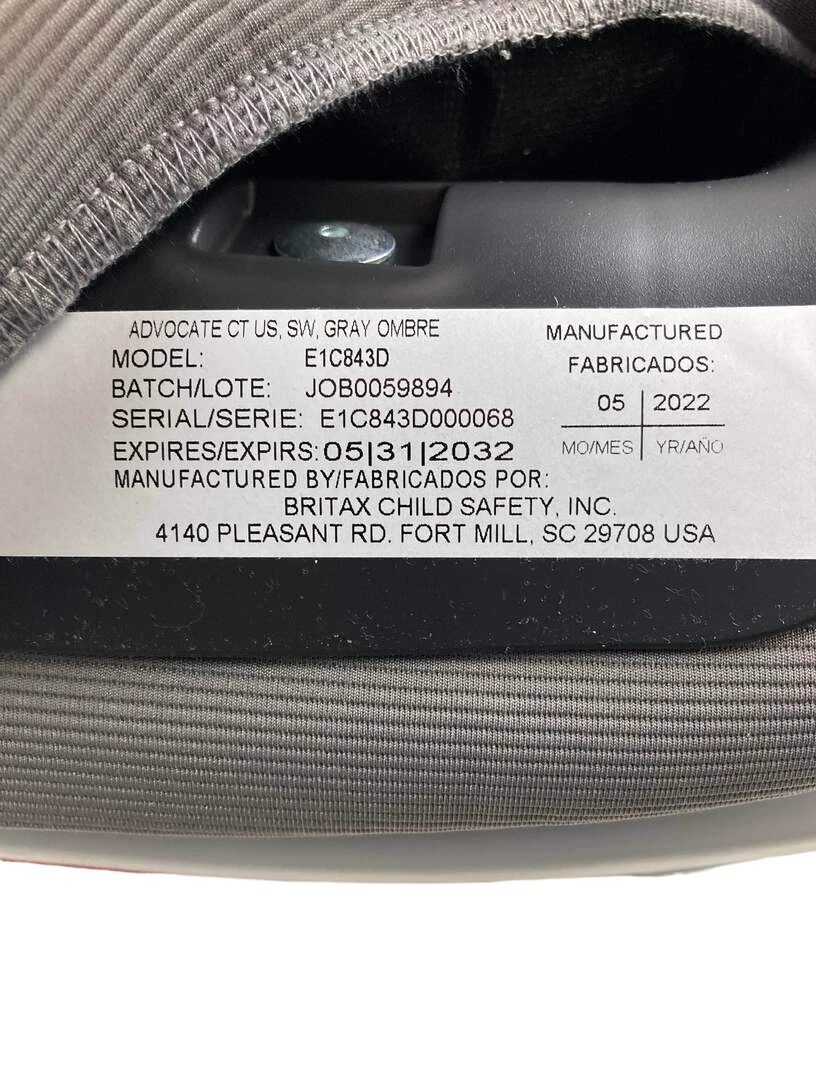 ADVOCATE CT US, SW, GRAY OMBRE
MODEL: E1C843D
BATCH/LOTE: JOB0059894
SERIAL/SERIE: E1C843D000068
EXPIRES/EXPIRS: 05|31|2032
MANUFACTURED BY/FABRICADOS POR:
BRITAX CHILD SAFETY, INC.
4140 PLEASANT RD. FORT MILL, SC 29708 USA
MANUFACTURED
FABRICADOS:
05 | 2022
MO/MES | YR/AÑO